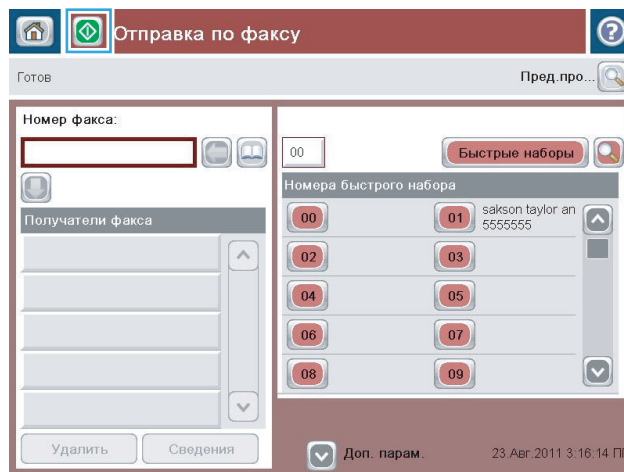 Отправка по факсу
?
Готов
Пред.про...
Номер факса:
00
Быстрые наборы
Номера быстрого набора
Получатели факса
00
01
sakson taylor an
5555555
02
03
04
05
06
07
08
09
Удалить
Сведения
Доп. парам.
23.Авг.2011 3:16:14